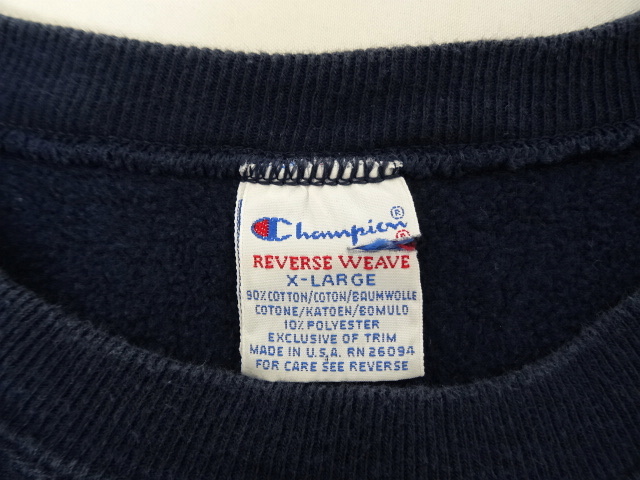 Champion®
®
REVERSE WEAVE
X-LARGE
90% COTTON/COTON/BAUMWOLLE
COTONE/KATOEN/BOMULD
10% POLYESTER
EXCLUSIVE OF TRIM
MADE IN U.S.A. RN 26094
FOR CARE SEE REVERSE